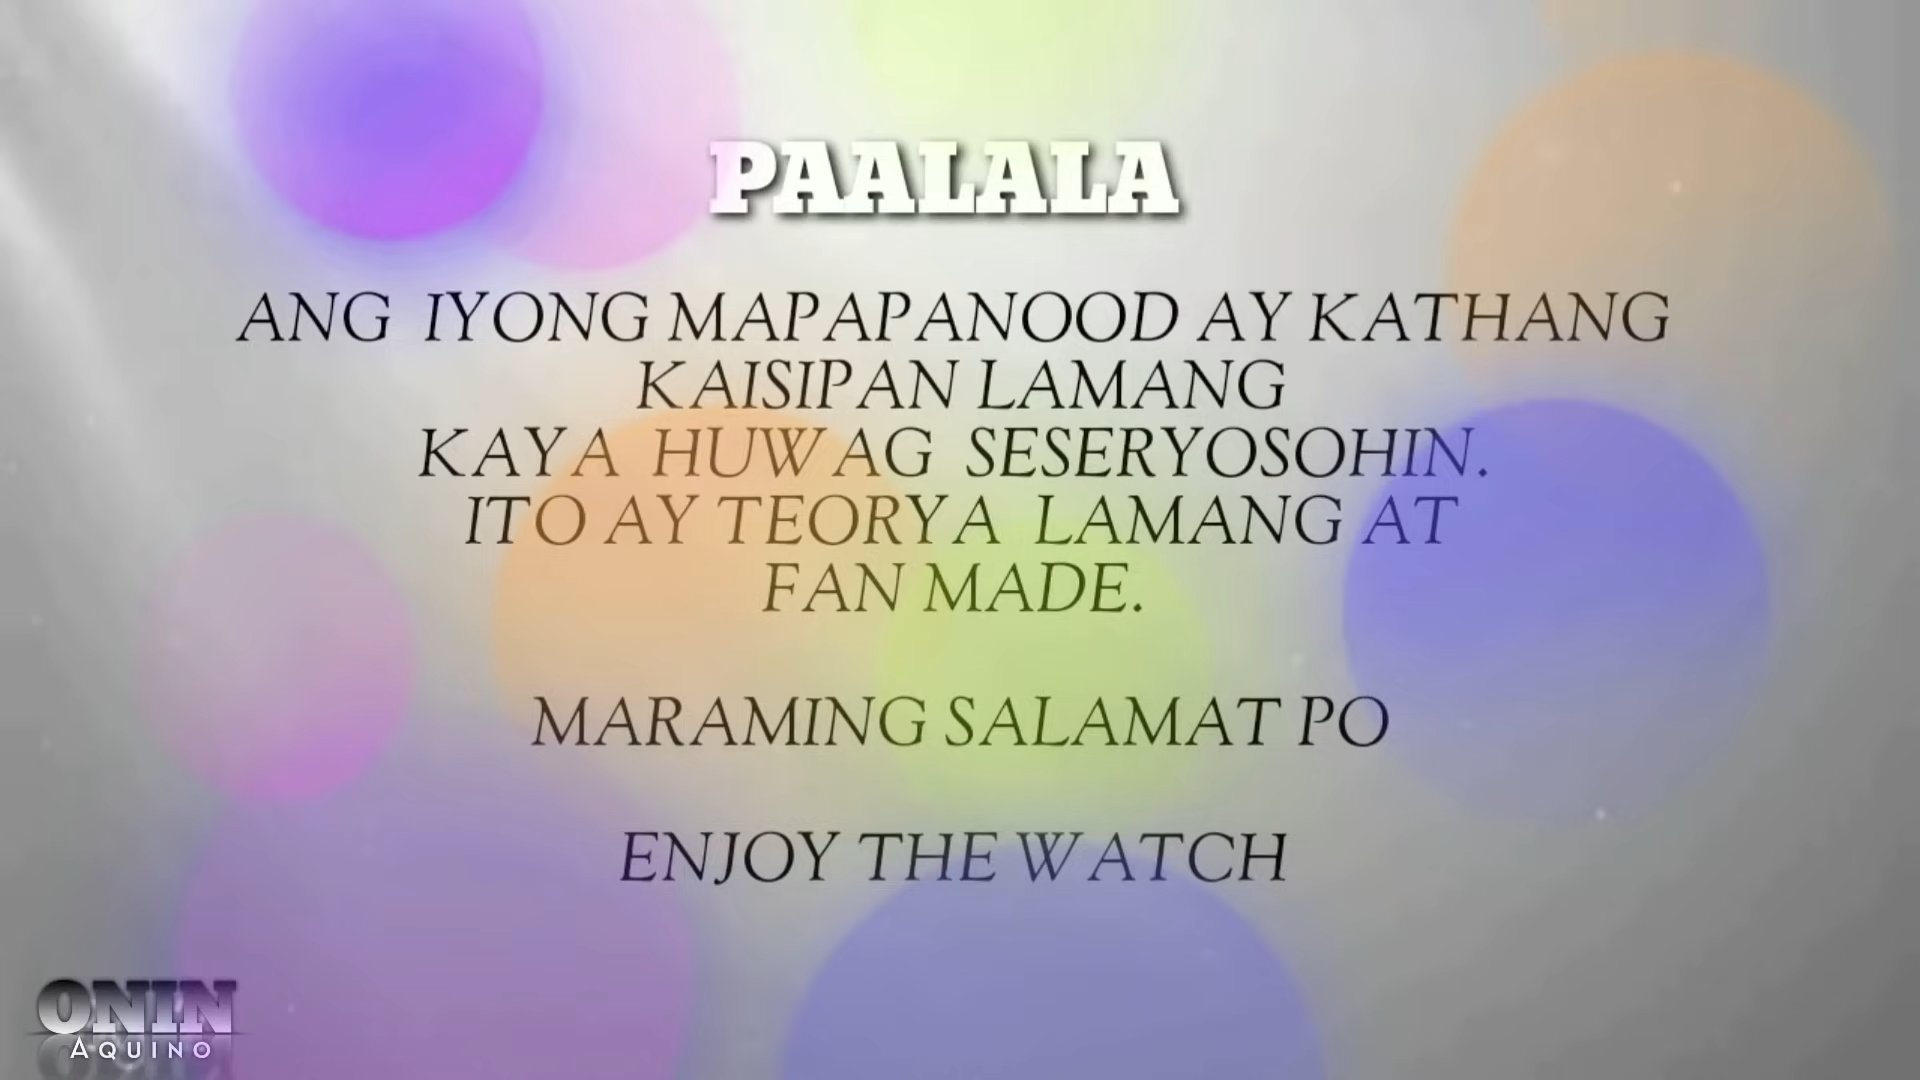 PAALALA
ANG IYONG MAPAPANOOD AY KATHANG
KAISIPAN LAMANG
KAYA HUWAG SESERYOSOHIN.
ITO AY TEORYA LAMANG AT
FAN MADE.
MARAMING SALAMAT PO
ENJOY THE WATCH
ONIN
AQUINO